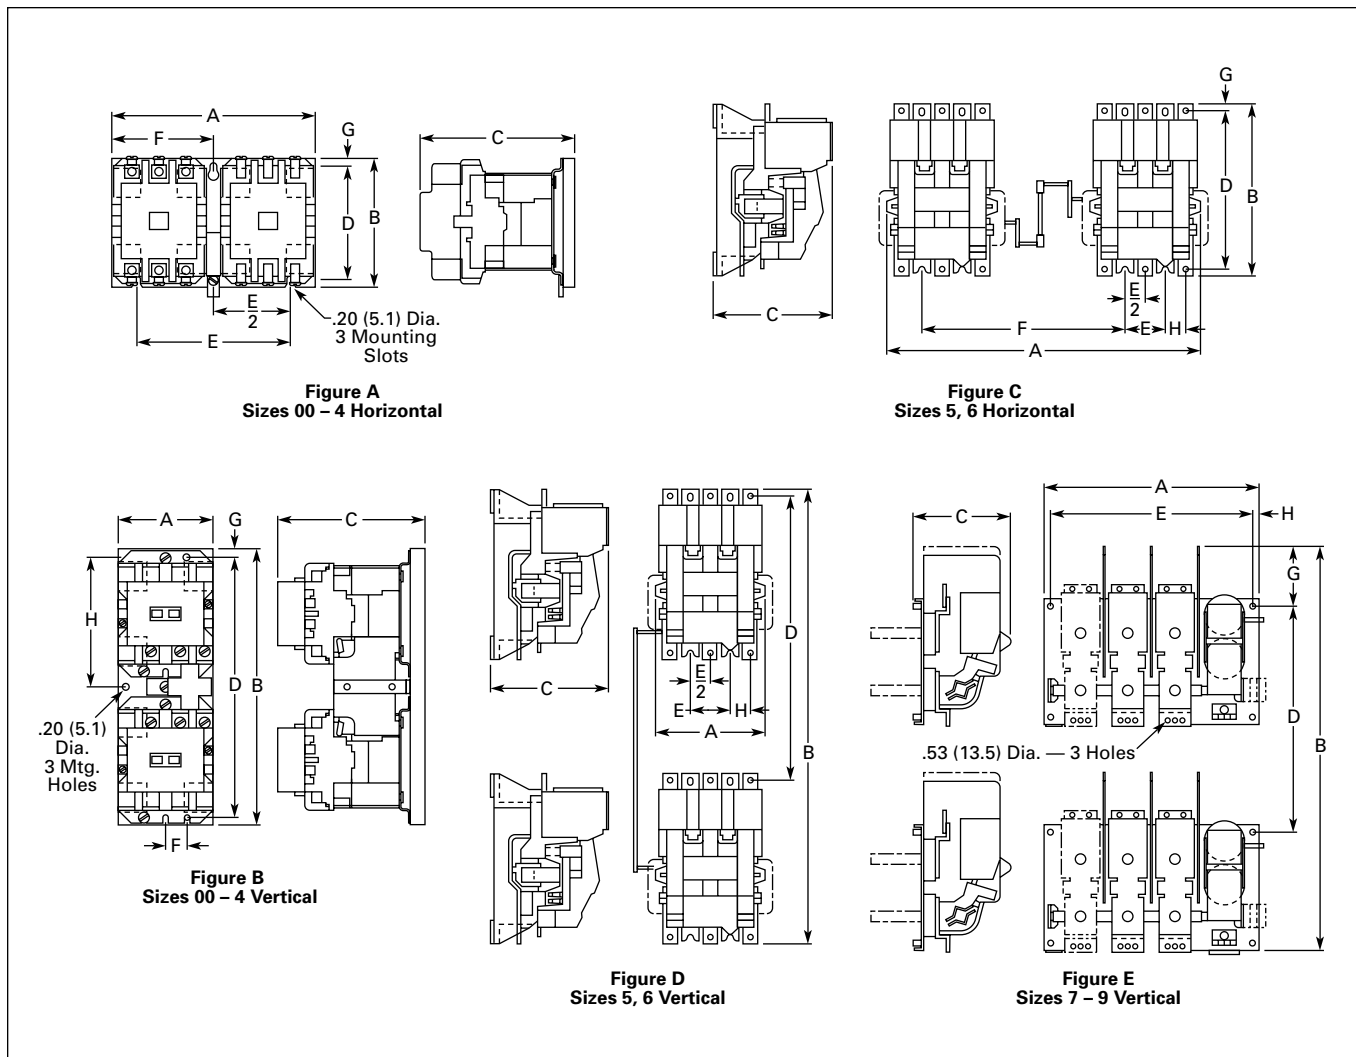 A
F
G
C
D
B
E
2
E
.20 (5.1) Dia.
3 Mounting
Slots
Figure A
Sizes 00 – 4 Horizontal
G
C
D
B
E
2
F
E
H
A
Figure C
Sizes 5, 6 Horizontal
A
G
C
H
D
B
.20 (5.1)
Dia.
3 Mtg.
Holes
F
Figure B
Sizes 00 – 4 Vertical
C
D
E
2
E
H
A
B
Figure D
Sizes 5, 6 Vertical
A
C
E
H
G
D
B
.53 (13.5) Dia. — 3 Holes
Figure E
Sizes 7 – 9 Vertical